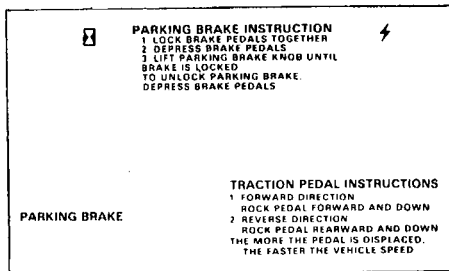 PARKING BRAKE INSTRUCTION
1 LOCK BRAKE PEDALS TOGETHER
2 DEPRESS BRAKE PEDALS
3 LIFT PARKING BRAKE KNOB UNTIL
BRAKE IS LOCKED
TO UNLOCK PARKING BRAKE.
DEPRESS BRAKE PEDALS
PARKING BRAKE
TRACTION PEDAL INSTRUCTIONS
1 FORWARD DIRECTION
ROCK PEDAL FORWARD AND DOWN
2 REVERSE DIRECTION
ROCK PEDAL REARWARD AND DOWN
THE MORE THE PEDAL IS DISPLACED,
THE FASTER THE VEHICLE SPEED